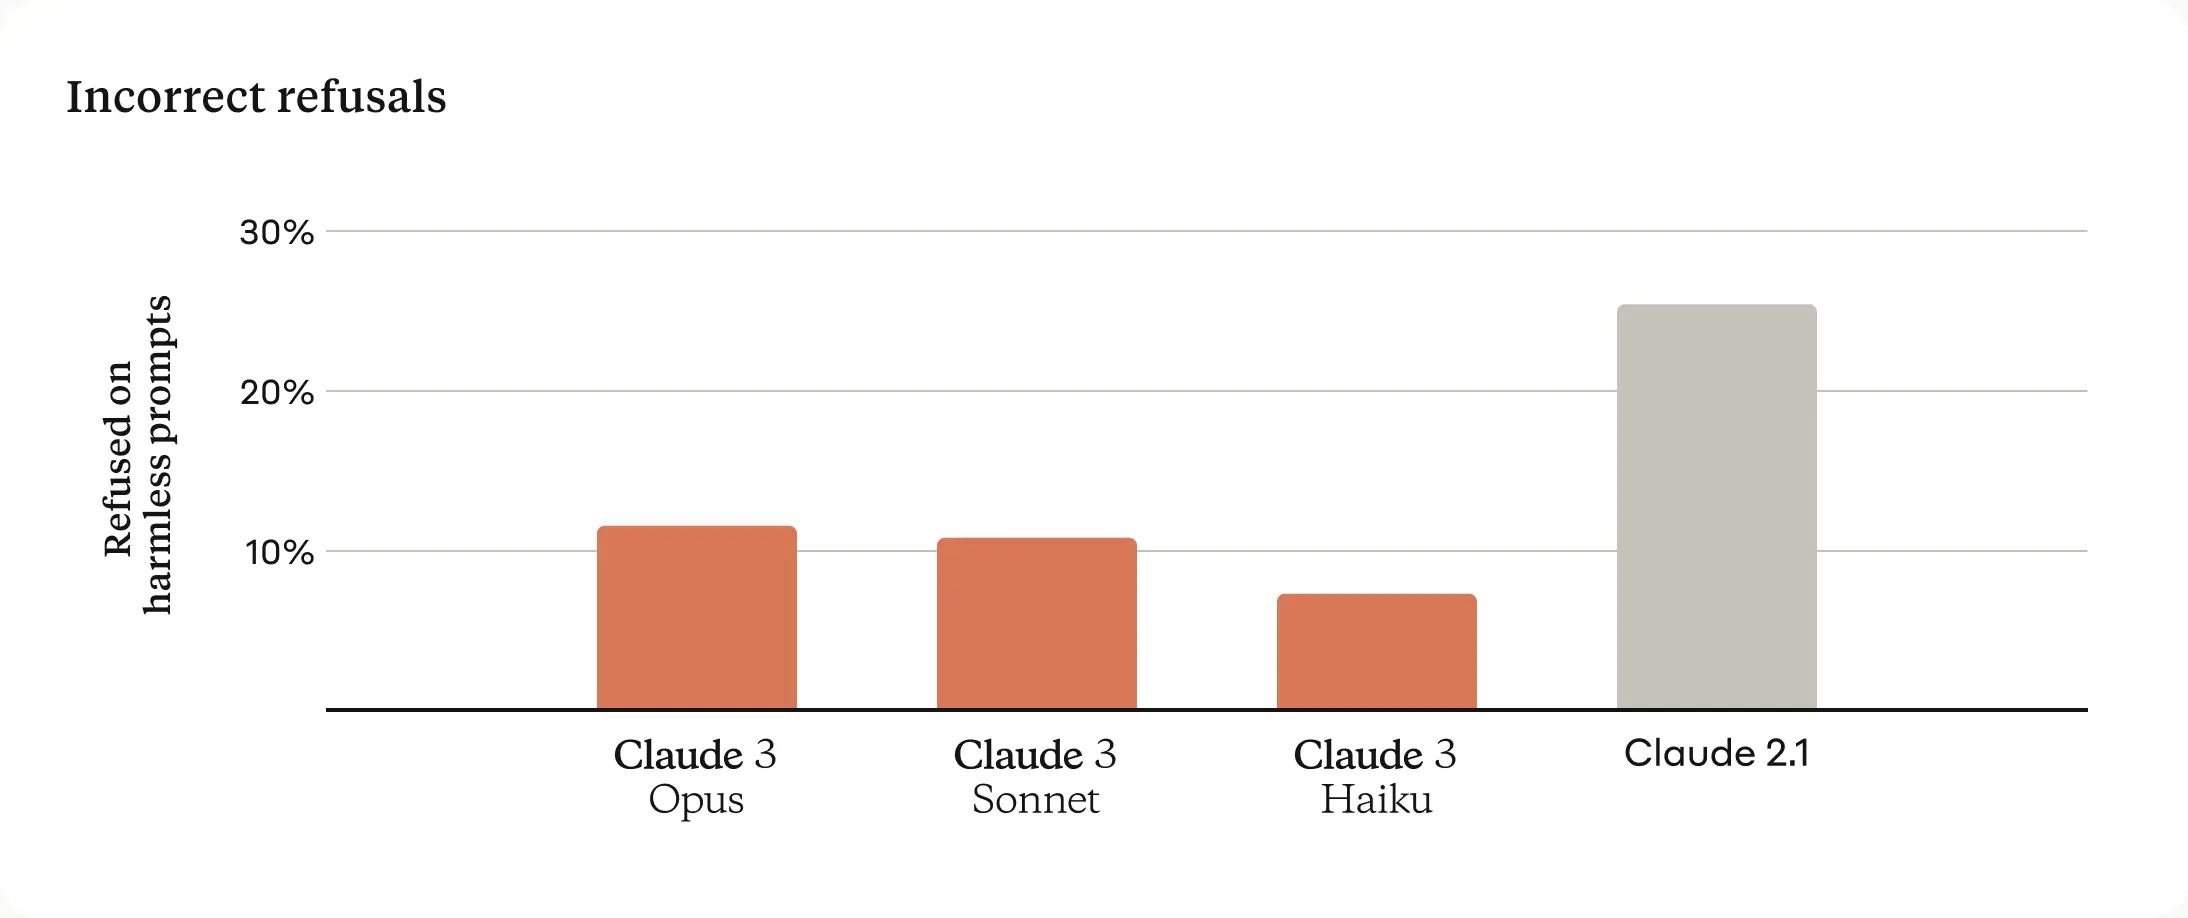 Incorrect refusals
30%
20%
10%
Refused on
harmless prompts
Claude 3
Opus
Claude 3
Sonnet
Claude 3
Haiku
Claude 2.1